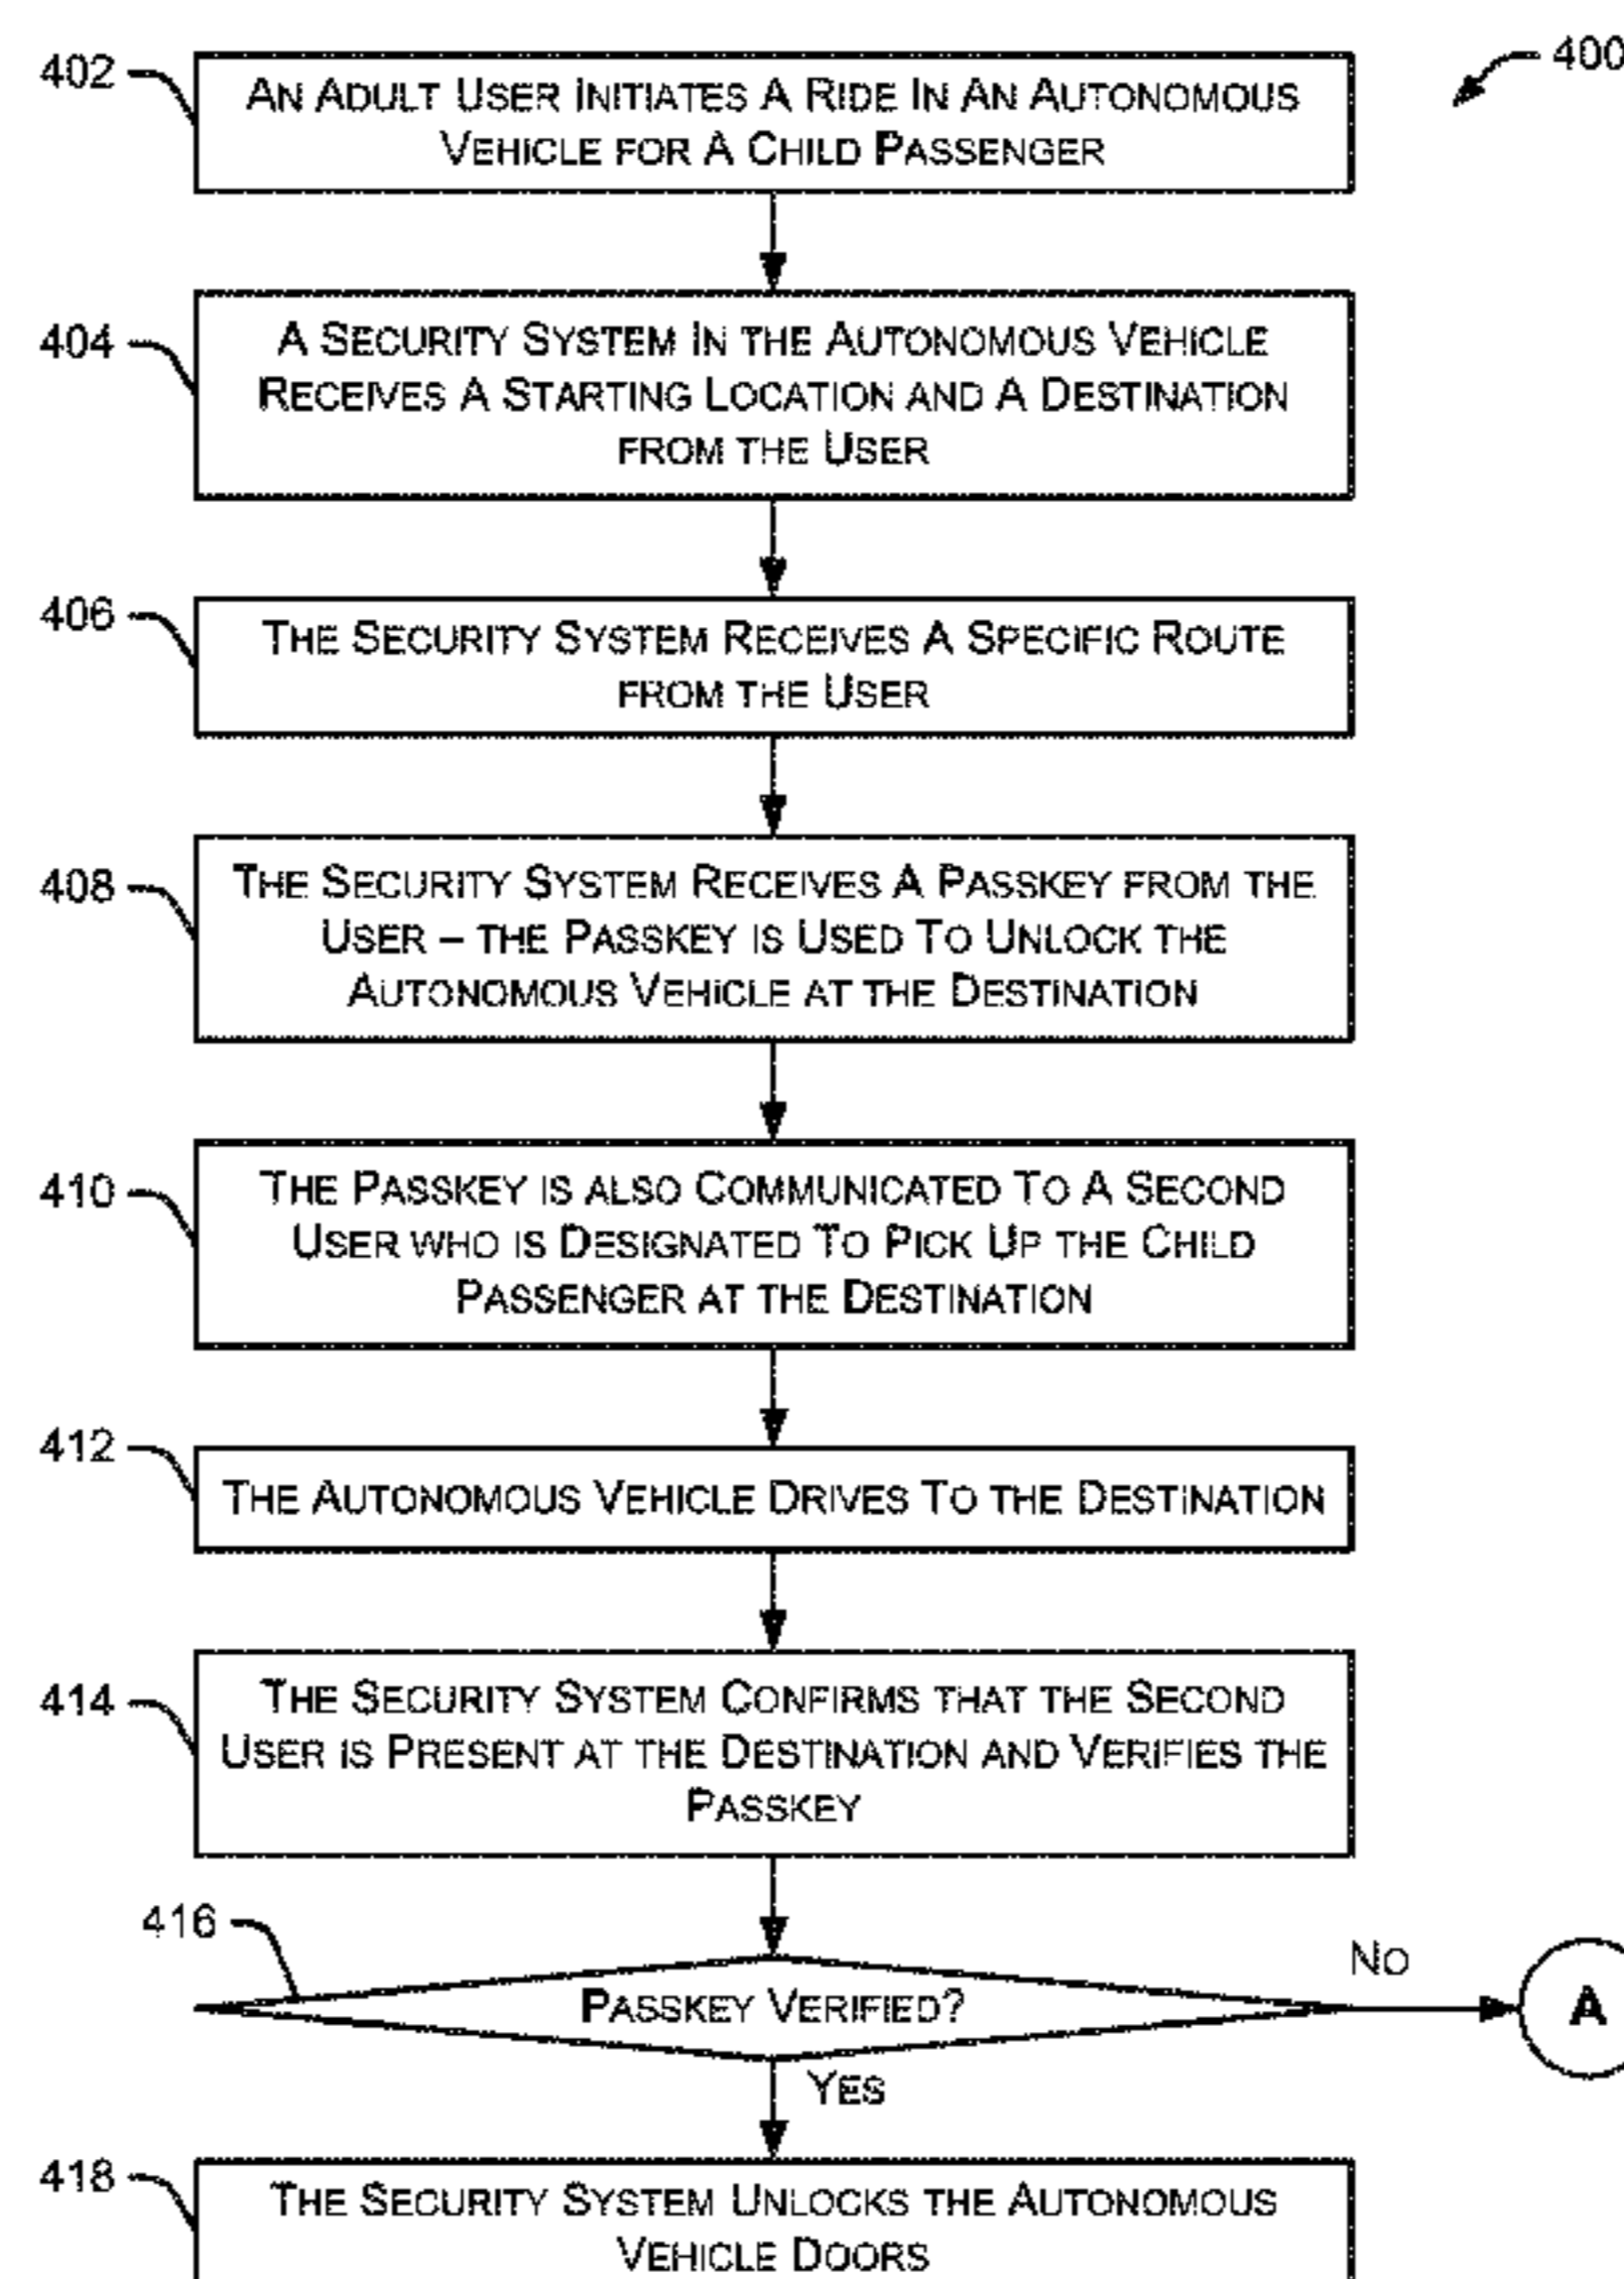 400
402
AN ADULT USER INITIATES A RIDE IN AN AUTONOMOUS
VEHICLE FOR A CHILD PASSENGER
404
A SECURITY SYSTEM IN THE AUTONOMOUS VEHICLE
RECEIVES A STARTING LOCATION AND A DESTINATION
FROM THE USER
406
THE SECURITY SYSTEM RECEIVES A SPECIFIC ROUTE
FROM THE USER
408
THE SECURITY SYSTEM RECEIVES A PASSKEY FROM THE
USER – THE PASSKEY IS USED TO UNLOCK THE
AUTONOMOUS VEHICLE AT THE DESTINATION
410
THE PASSKEY IS ALSO COMMUNICATED TO A SECOND
USER WHO IS DESIGNATED TO PICK UP THE CHILD
PASSENGER AT THE DESTINATION
412
THE AUTONOMOUS VEHICLE DRIVES TO THE DESTINATION
414
THE SECURITY SYSTEM CONFIRMS THAT THE SECOND
USER IS PRESENT AT THE DESTINATION AND VERIFIES THE
PASSKEY
416
PASSKEY VERIFIED?
NO
A
YES
418
THE SECURITY SYSTEM UNLOCKS THE AUTONOMOUS
VEHICLE DOORS